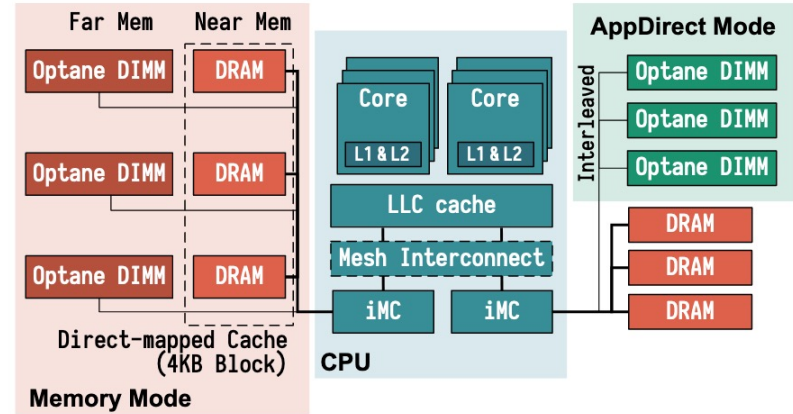 Far Mem
Near Mem
Optane DIMM
DRAM
Optane DIMM
DRAM
Optane DIMM
DRAM
Direct-mapped Cache
(4KB Block)
Memory Mode
Core
L1 & L2
Core
L1 & L2
LLC cache
Mesh Interconnect
iMC
iMC
CPU
AppDirect Mode
Interleaved
Optane DIMM
Optane DIMM
Optane DIMM
DRAM
DRAM
DRAM